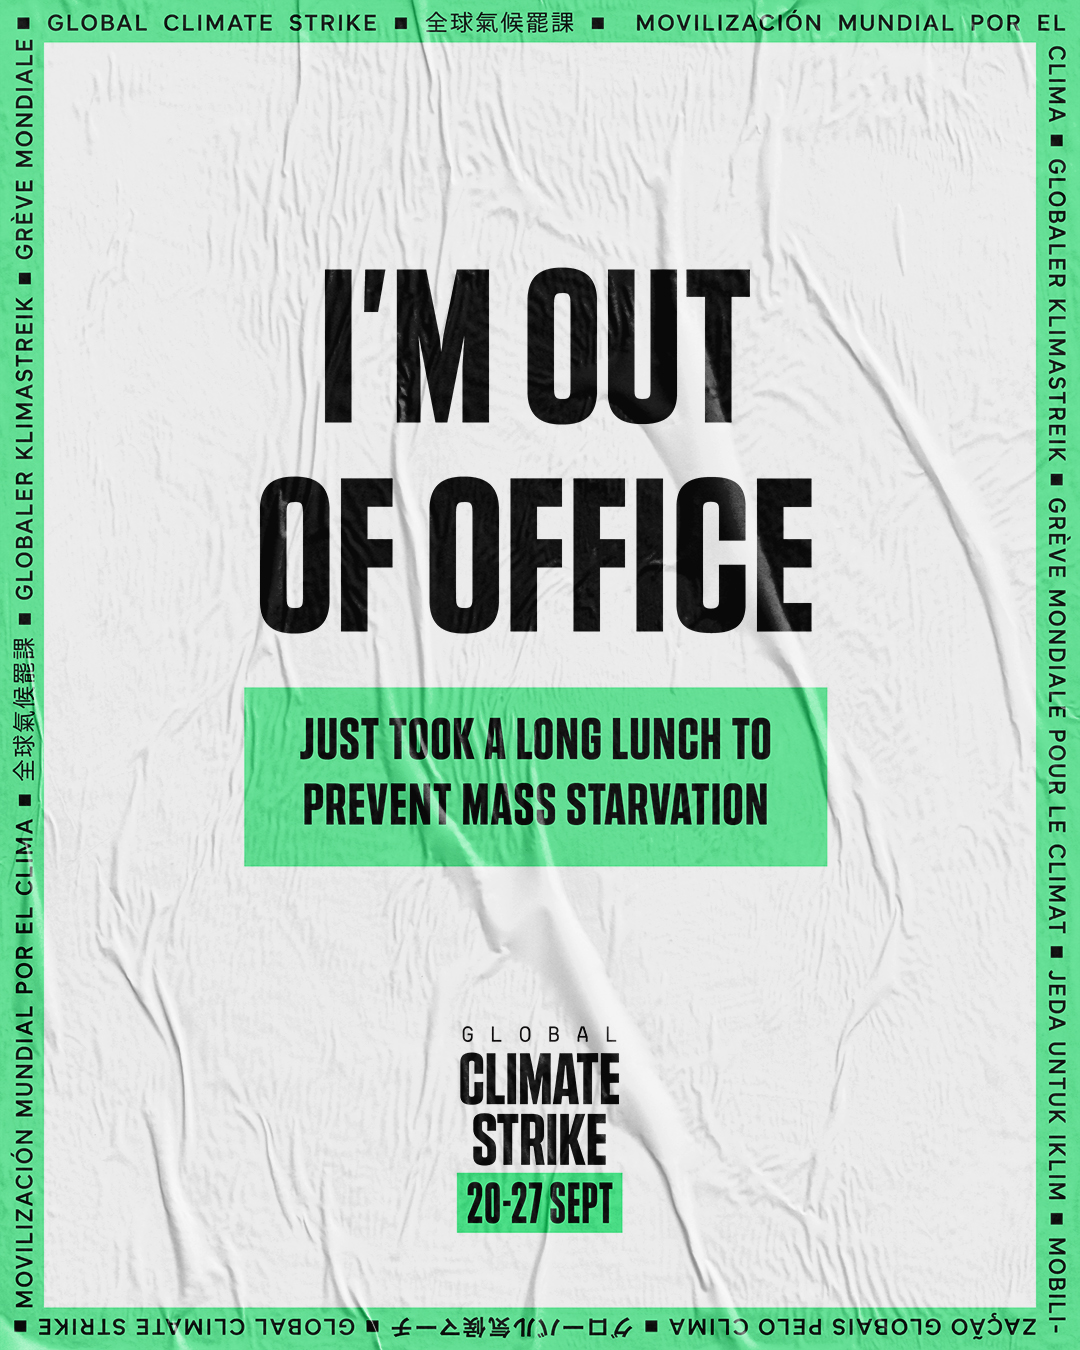 ■ GLOBAL CLIMATE STRIKE ■ 全球氣候罷課 ■ MOVILIZACIÓN MUNDIAL POR EL
CLIMA ■ GLOBALER KLIMASTREIK ■ GRÈVE MONDIALE POUR LE CLIMAT ■ JEDA UNTUK IKLIM ■ MOBILI-
ZAÇÃO GLOBAIS PELO CLIMA ■ グローバル気候マーチ ■ GLOBAL CLIMATE STRIKE ■
MOVILIZACIÓN MUNDIAL POR EL CLIMA ■ 全球氣候罷課 ■ GLOBALER KLIMASTREIK ■ GRÈVE MONDIALE ■
I'M OUT
OF OFFICE
JUST TOOK A LONG LUNCH TO
PREVENT MASS STARVATION
GLOBAL
CLIMATE
STRIKE
20-27 SEPT